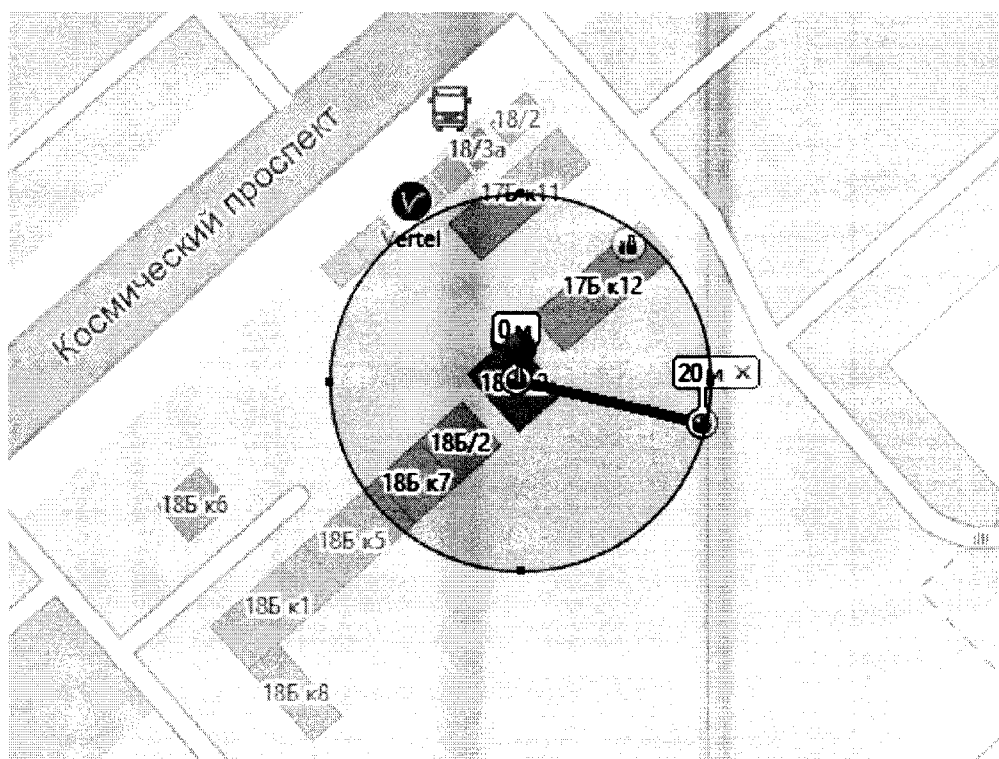 18/2
18/3а
Космический проспект
17Б к11
Vertel
17Б к12
0 м
20 м ×
18Б/2
18Б к7
18Б к6
18Б к5
18Б к1
18Б к8